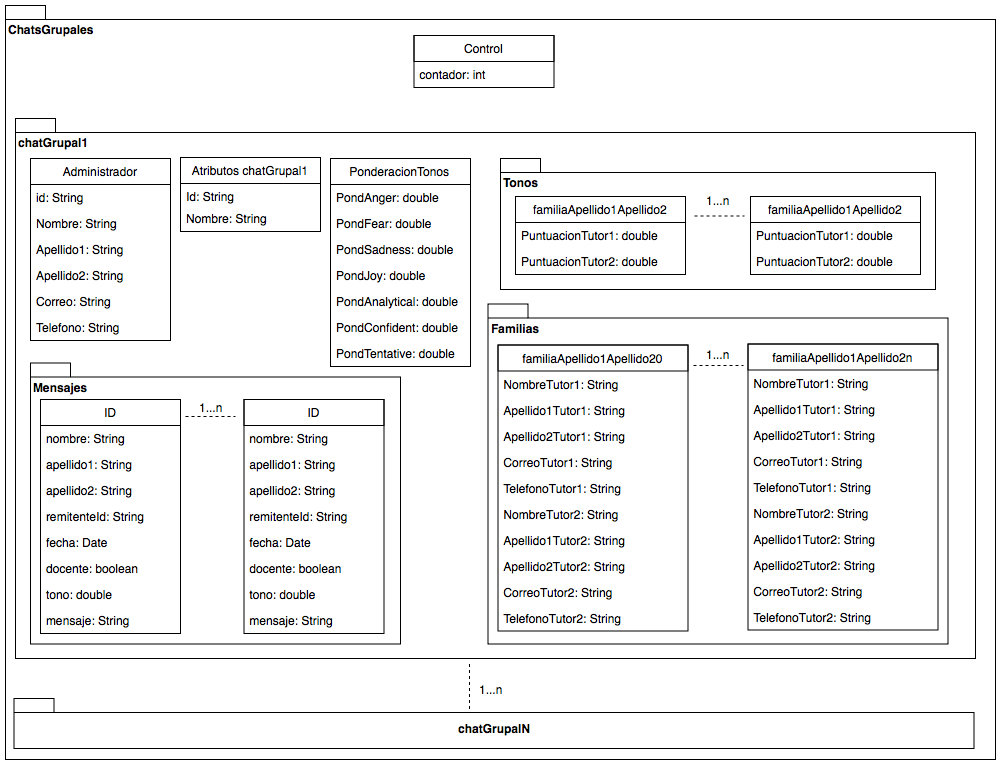 ChatsGrupales
Control
contador: int
chatGrupal1
Administrador
id: String
Nombre: String
Apellido1: String
Apellido2: String
Correo: String
Telefono: String
Atributos chatGrupal1
Id: String
Nombre: String
PonderacionTonos
PondAnger: double
PondFear: double
PondSadness: double
PondJoy: double
PondAnalytical: double
PondConfident: double
PondTentative: double
Tonos
familiaApellido1Apellido2
PuntuacionTutor1: double
PuntuacionTutor2: double
1...n
familiaApellido1Apellido2
PuntuacionTutor1: double
PuntuacionTutor2: double
Mensajes
ID
nombre: String
apellido1: String
apellido2: String
remitenteId: String
fecha: Date
docente: boolean
tono: double
mensaje: String
1...n
ID
nombre: String
apellido1: String
apellido2: String
remitenteId: String
fecha: Date
docente: boolean
tono: double
mensaje: String
Familias
familiaApellido1Apellido20
NombreTutor1: String
Apellido1Tutor1: String
Apellido2Tutor1: String
CorreoTutor1: String
TelefonoTutor1: String
NombreTutor2: String
Apellido1Tutor2: String
Apellido2Tutor2: String
CorreoTutor2: String
TelefonoTutor2: String
1...n
familiaApellido1Apellido2n
NombreTutor1: String
Apellido1Tutor1: String
Apellido2Tutor1: String
CorreoTutor1: String
TelefonoTutor1: String
NombreTutor2: String
Apellido1Tutor2: String
Apellido2Tutor2: String
CorreoTutor2: String
TelefonoTutor2: String
1...n
chatGrupalN